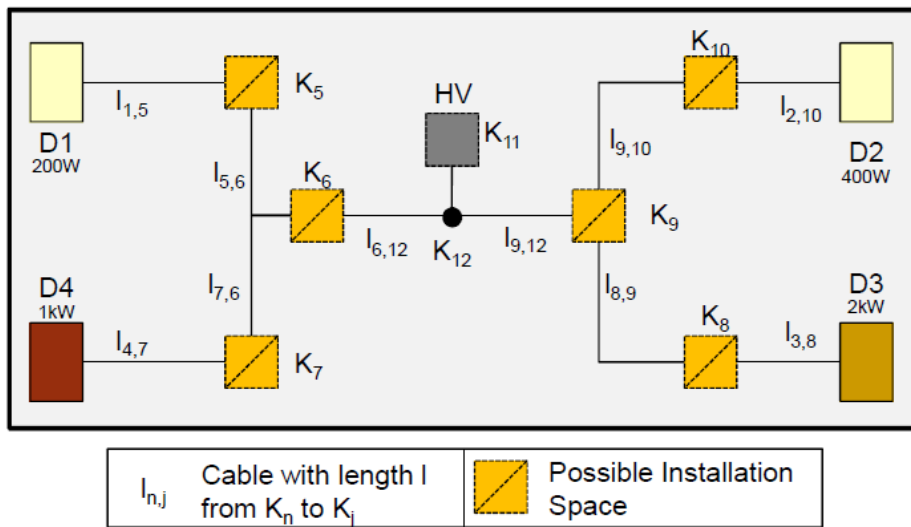 K10
HV
K5
l1,5
K11
l2,10
D1
200W
D2
400W
l5,6
K6
l9,10
K9
l6,12
K12
l9,12
D4
1kW
l7,6
l8,9
D3
2kW
K8
l4,7
K7
l3,8
ln,j Cable with length l
from Kn to Kj
Possible Installation
Space